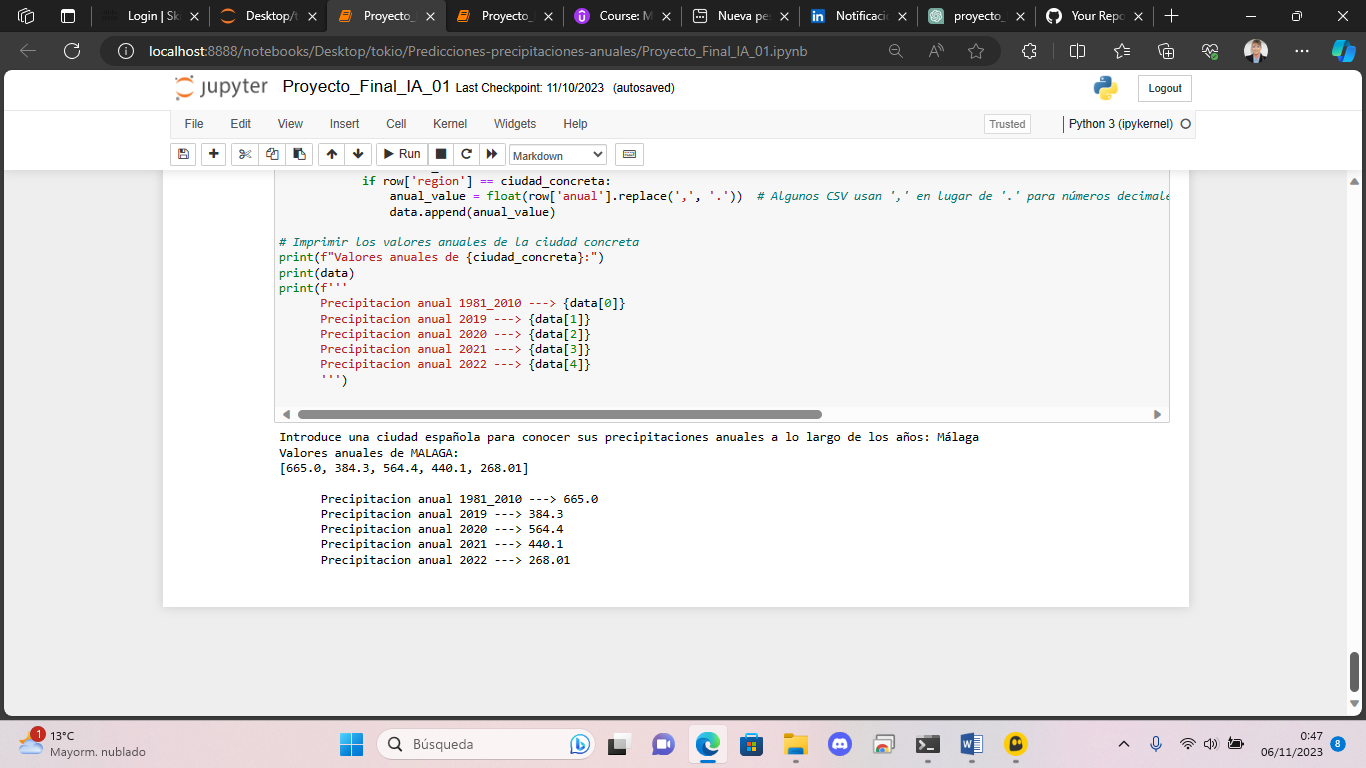 Login | Sk
Desktop/t
Proyecto_
Proyecto_
Course: M
Nueva pe
Notificaci
proyecto_
Your Repo
localhost:8888/notebooks/Desktop/tokio/Predicciones-precipitaciones-anuales/Proyecto_Final_IA_01.ipynb
jupyter Proyecto_Final_IA_01 Last Checkpoint: 11/10/2023 (autosaved)
Logout
File Edit View Insert Cell Kernel Widgets Help
Trusted
Python 3 (ipykernel)
Run
Markdown
if row['region'] == ciudad_concreta:
anual_value = float(row['anual'].replace(',', '.')) # Algunos CSV usan ',' en lugar de '.' para números decimale
data.append(anual_value)
# Imprimir los valores anuales de la ciudad concreta
print(f"Valores anuales de {ciudad_concreta}:")
print(data)
print(f'''
Precipitacion anual 1981_2010 ---> {data[0]}
Precipitacion anual 2019 ---> {data[1]}
Precipitacion anual 2020 ---> {data[2]}
Precipitacion anual 2021 ---> {data[3]}
Precipitacion anual 2022 ---> {data[4]}
''')
Introduce una ciudad española para conocer sus precipitaciones anuales a lo largo de los años: Málaga
Valores anuales de MALAGA:
[665.0, 384.3, 564.4, 440.1, 268.01]
Precipitacion anual 1981_2010 ---> 665.0
Precipitacion anual 2019 ---> 384.3
Precipitacion anual 2020 ---> 564.4
Precipitacion anual 2021 ---> 440.1
Precipitacion anual 2022 ---> 268.01
1
13°C
Mayorm. nublado
Búsqueda
0:47
06/11/2023
8